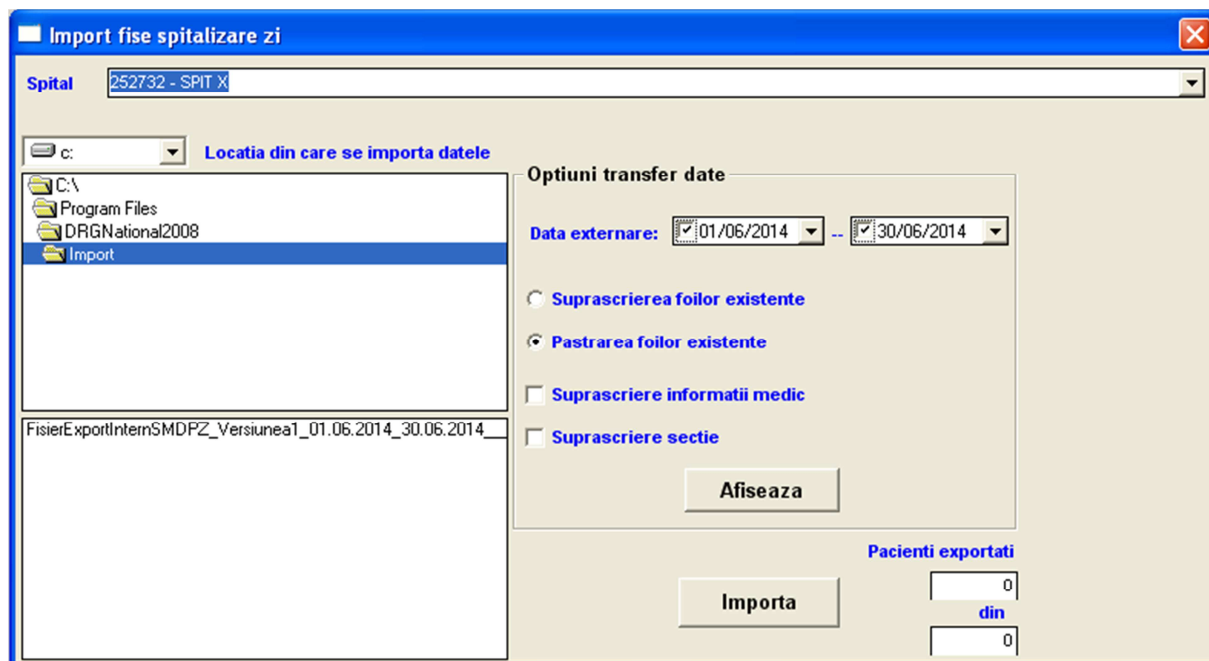 Import fise spitalizare zi
Spital 252732 - SPIT X
c: Locatia din care se importa datele
C:\
Program Files
DRGNational2008
Import
FisierExportInternSMDPZ_Versiunea1_01.06.2014_30.06.2014__
Optiuni transfer date
Data externare: 01/06/2014 -- 30/06/2014
Suprascrierea foilor existente
Pastrarea foilor existente
Suprascriere informatii medic
Suprascriere sectie
Afiseaza
Pacienti exportati
Importa
0
din
0